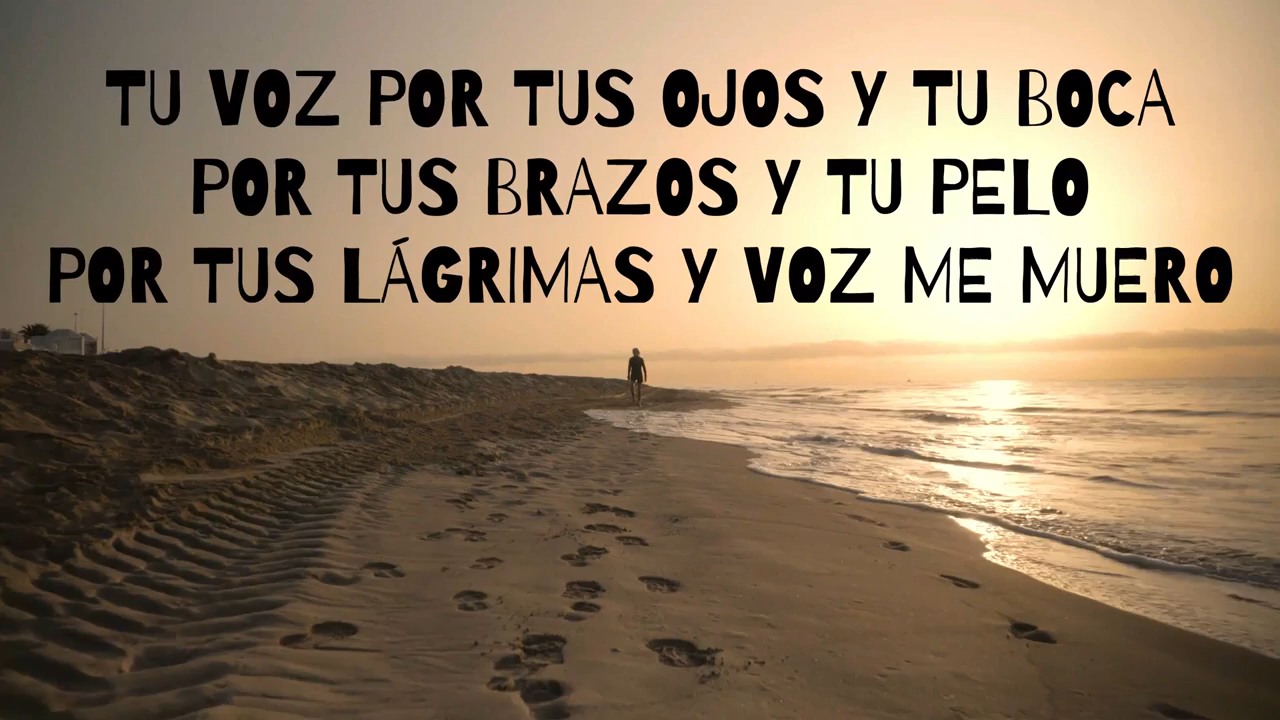 TU VOZ POR TUS OJOS Y TU BOCA
POR TUS BRAZOS Y TU PELO
POR TUS LÁGRIMAS Y VOZ ME MUERO